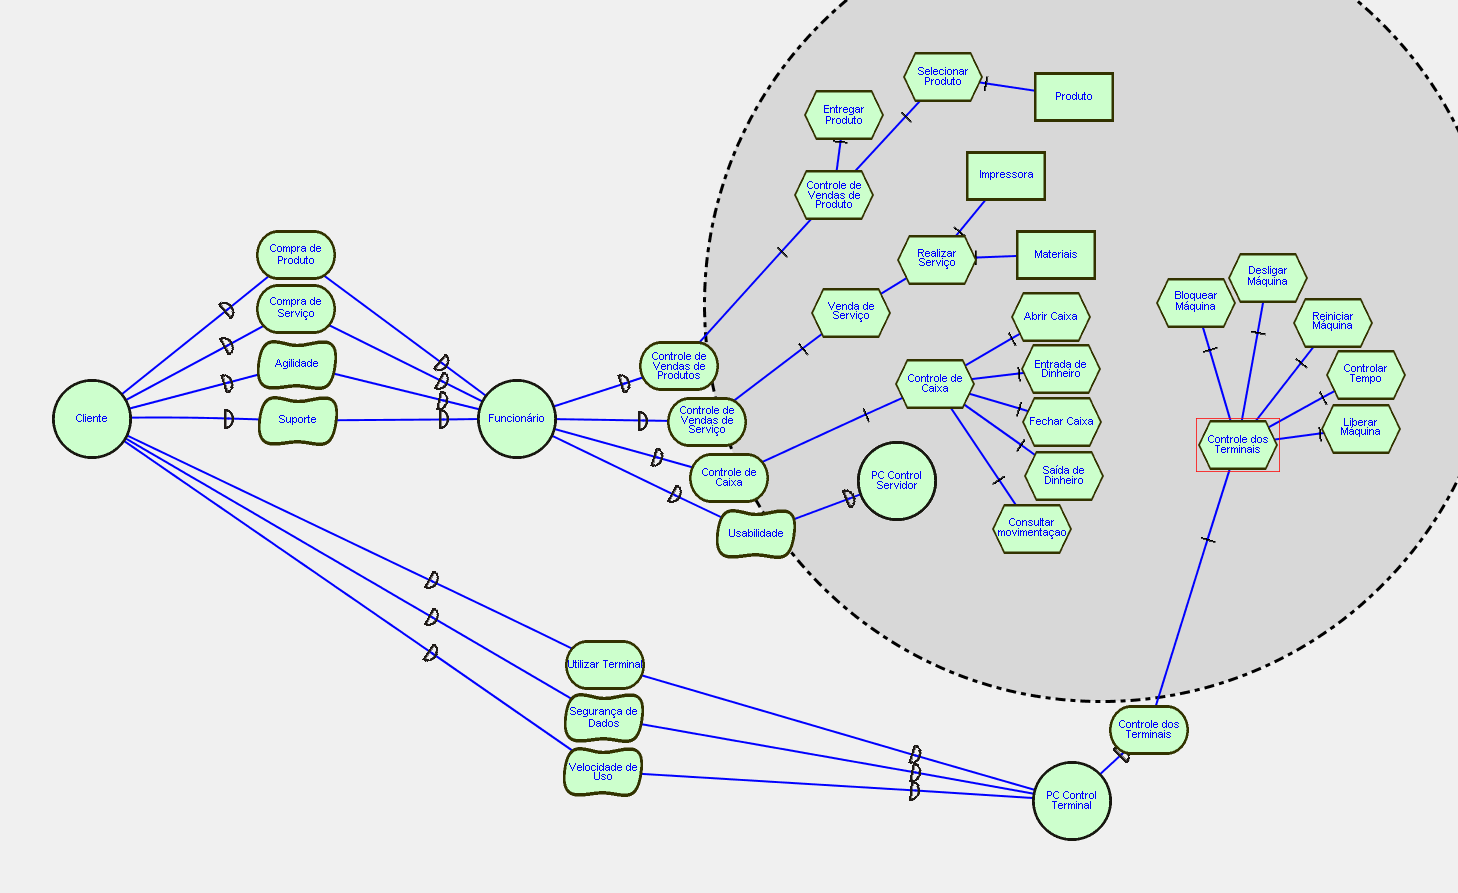 Selecionar
Produto
Produto
Entregar
Produto
Impressora
Controle de
Vendas de
Produto
Compra de
Produto
Realizar
Serviço
Materiais
Desligar
Máquina
Bloquear
Máquina
Compra de
Serviço
Venda de
Serviço
Abrir Caixa
Reiniciar
Máquina
Agilidade
Controle de
Vendas de
Produtos
Entrada de
Dinheiro
Controlar
Tempo
Controle de
Caixa
Cliente
Suporte
Funcionário
Controle de
Vendas de
Serviço
Fechar Caixa
Liberar
Máquina
Controle dos
Terminais
Controle de
Caixa
PC Control
Servidor
Saída de
Dinheiro
Usabilidade
Consultar
movimentaçao
Utilizar Terminal
Segurança de
Dados
Controle dos
Terminais
Velocidade de
Uso
PC Control
Terminal